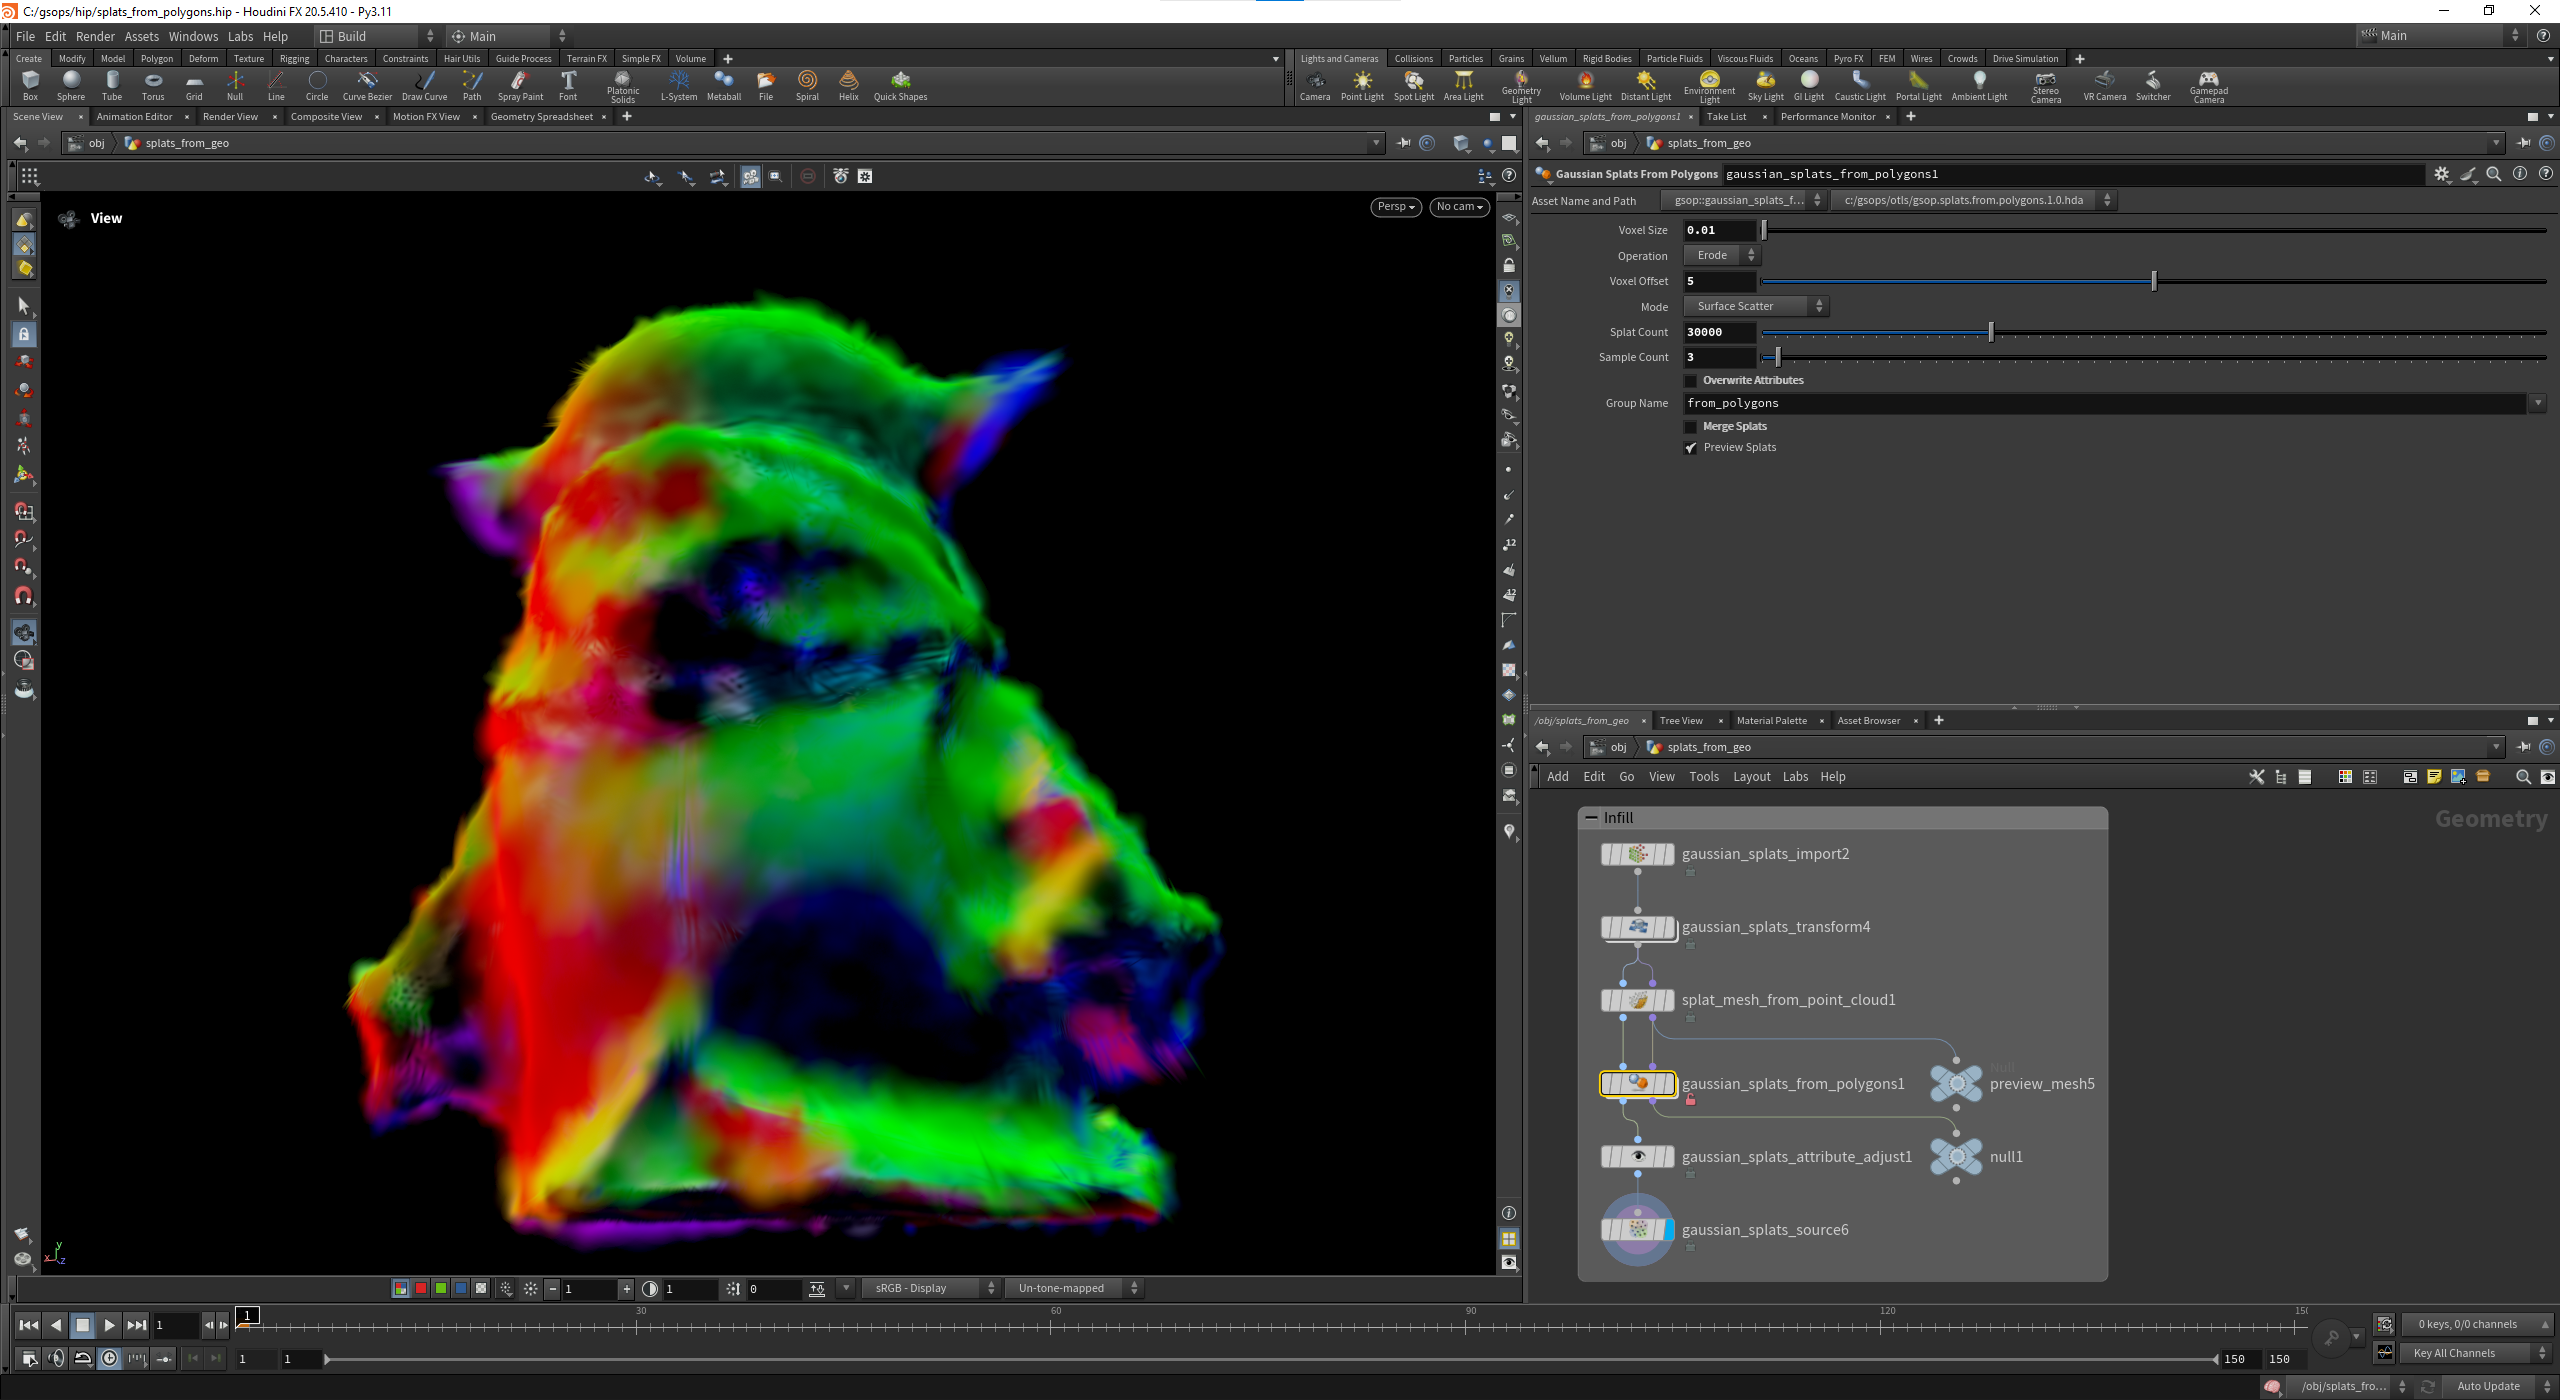 C:/gsops/hip/splats_from_polygons.hip - Houdini FX 20.5.410 - Py3.11
File Edit Render Assets Windows Labs Help Build Main Main
Create Modify Model Polygon Deform Texture Rigging Characters Constraints Hair Utils Guide Process Terrain FX Simple FX Volume
Lights and Cameras Collisions Particles Grains Vellum Rigid Bodies Particle Fluids Viscous Fluids Oceans Pyro FX FEM Wires Crowds Drive Simulation
Box Sphere Tube Torus Grid Null Line Circle Curve Bezier Draw Curve Path Spray Paint Font Platonic Solids L-System Metaball File Spiral Helix Quick Shapes
Camera Point Light Spot Light Area Light Geometry Light Volume Light Distant Light Environment Light Sky Light GI Light Caustic Light Portal Light Ambient Light Stereo Camera VR Camera Switcher Gamepad Camera
Scene View Animation Editor Render View Composite View Motion FX View Geometry Spreadsheet
obj splats_from_geo
View
Persp No cam
gaussian_splats_from_polygons1 Take List Performance Monitor
obj splats_from_geo
Gaussian Splats From Polygons gaussian_splats_from_polygons1
Asset Name and Path gsop::gaussian_splats_f... c:/gsops/otls/gsop.splats.from.polygons.1.0.hda
Voxel Size 0.01
Operation Erode
Voxel Offset 5
Mode Surface Scatter
Splat Count 30000
Sample Count 3
Overwrite Attributes
Group Name from_polygons
Merge Splats
Preview Splats
12
12
/obj/splats_from_geo Tree View Material Palette Asset Browser
obj splats_from_geo
Add Edit Go View Tools Layout Labs Help
Geometry
Infill
gaussian_splats_import2
gaussian_splats_transform4
splat_mesh_from_point_cloud1
Null
gaussian_splats_from_polygons1 preview_mesh5
gaussian_splats_attribute_adjust1 null1
gaussian_splats_source6
y
x z
1 1 0 sRGB - Display Un-tone-mapped
1 1 30 60 90 120 150
0 keys, 0/0 channels
1 1 150 150 Key All Channels
/obj/splats_fro... Auto Update